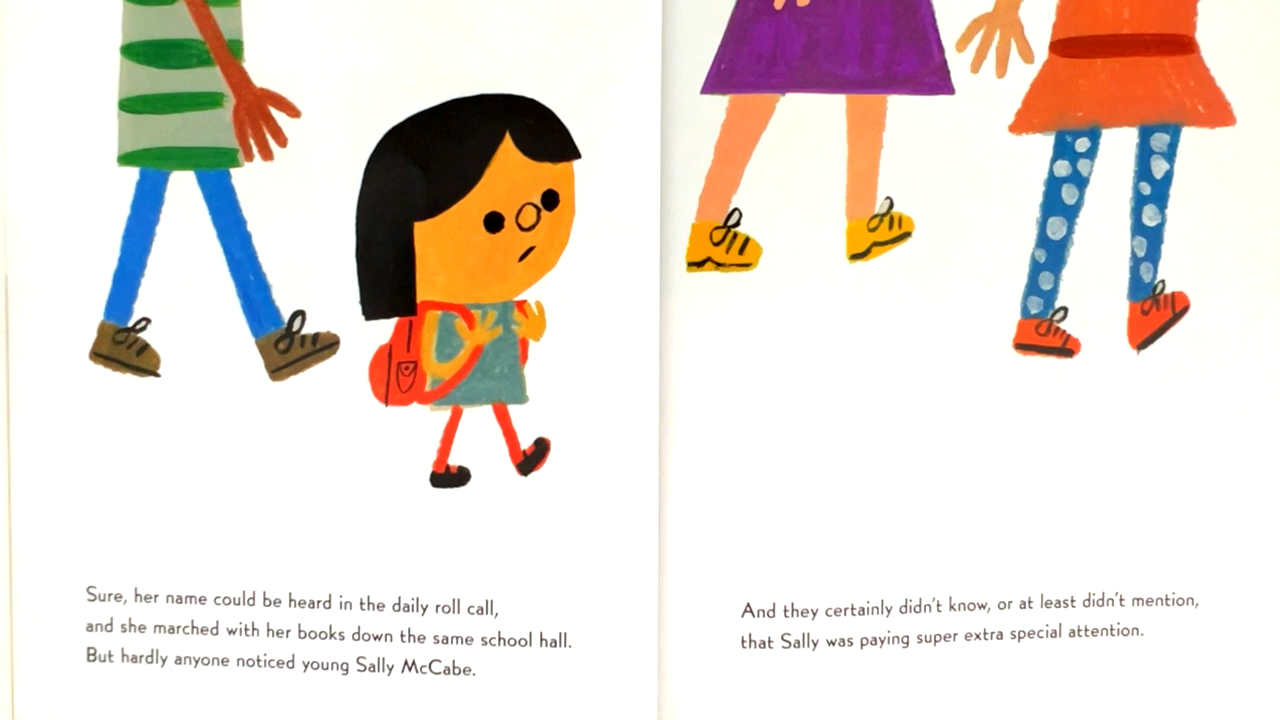 Sure, her name could be heard in the daily roll call,
and she marched with her books down the same school hall.
But hardly anyone noticed young Sally McCabe.
And they certainly didn't know, or at least didn't mention,
that Sally was paying super extra special attention.